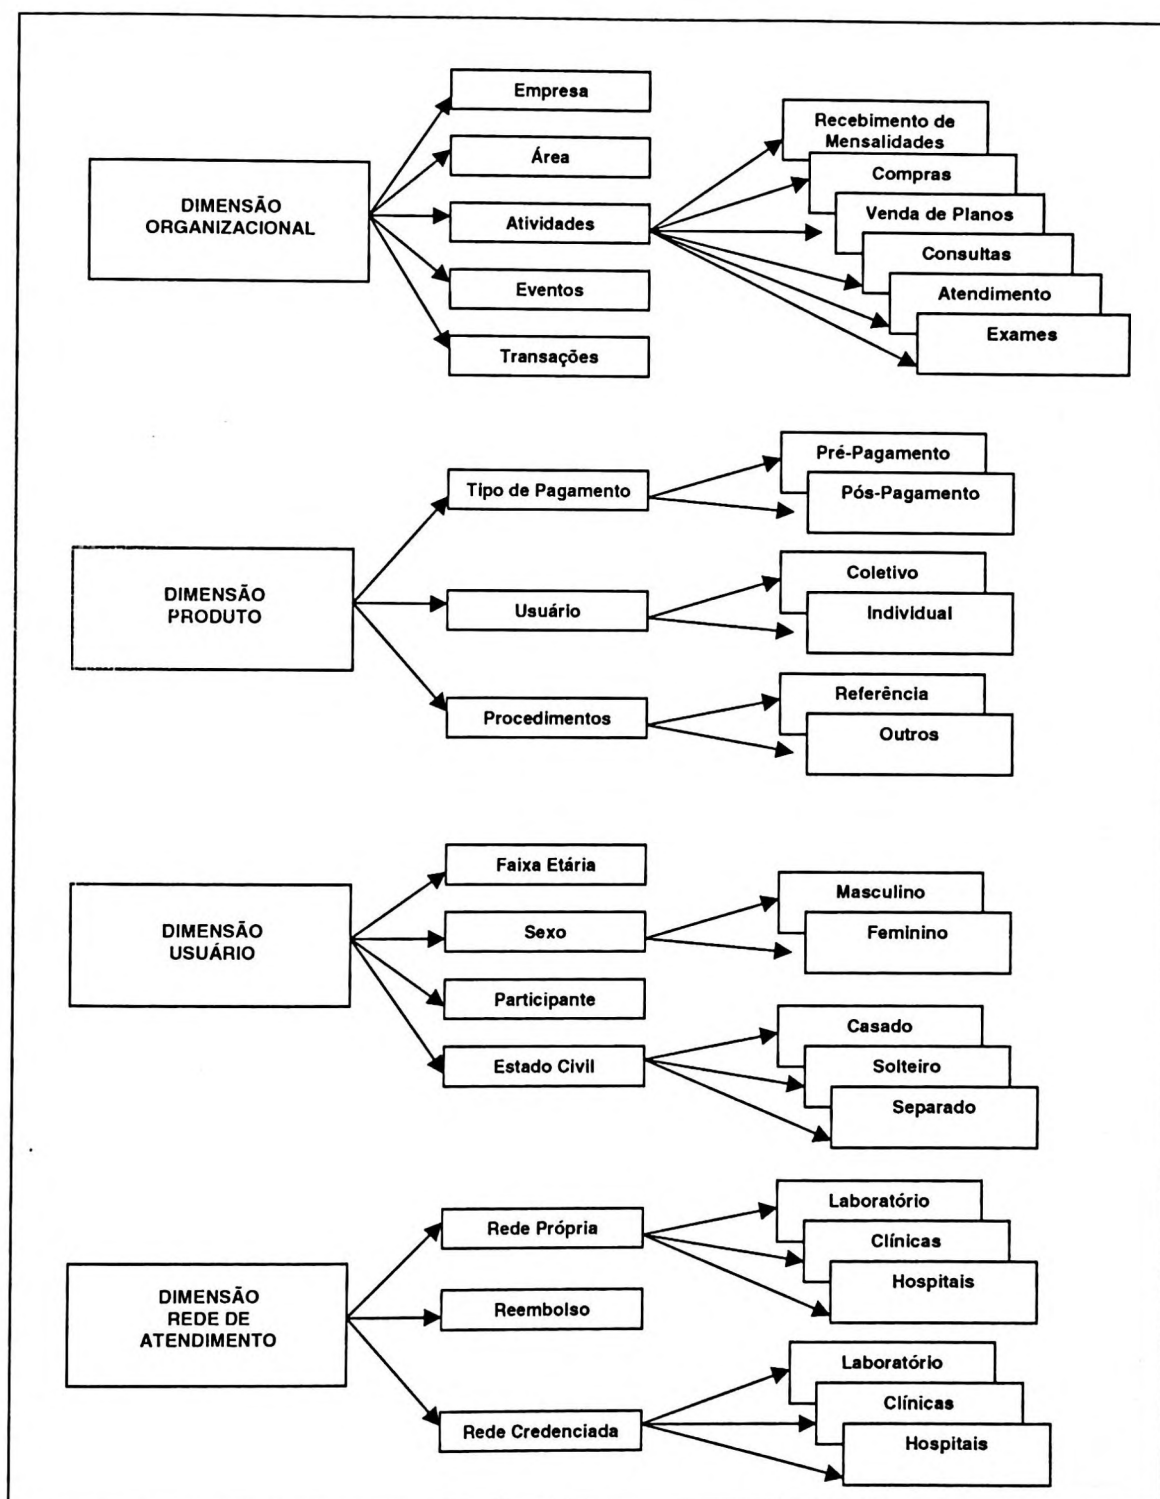 Empresa
Recebimento de
Mensalidades
Área
Compras
DIMENSÃO
ORGANIZACIONAL
Atividades
Venda de Planos
Consultas
Eventos
Atendimento
Exames
Transações
Pré-Pagamento
Tipo de Pagamento
Pós-Pagamento
DIMENSÃO
PRODUTO
Coletivo
Usuário
Individual
Referência
Procedimentos
Outros
Faixa Etária
DIMENSÃO
USUÁRIO
Masculino
Sexo
Feminino
Participante
Casado
Estado Civil
Solteiro
Separado
Laboratório
Rede Própria
Clínicas
Hospitais
DIMENSÃO
REDE DE
ATENDIMENTO
Reembolso
Laboratório
Clínicas
Rede Credenciada
Hospitais